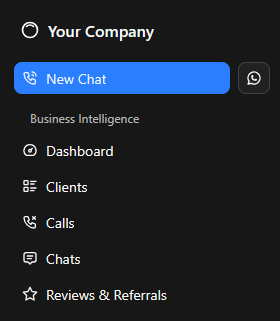 Your Company
New Chat
Business Intelligence
Dashboard
Clients
Calls
Chats
Reviews & Referrals